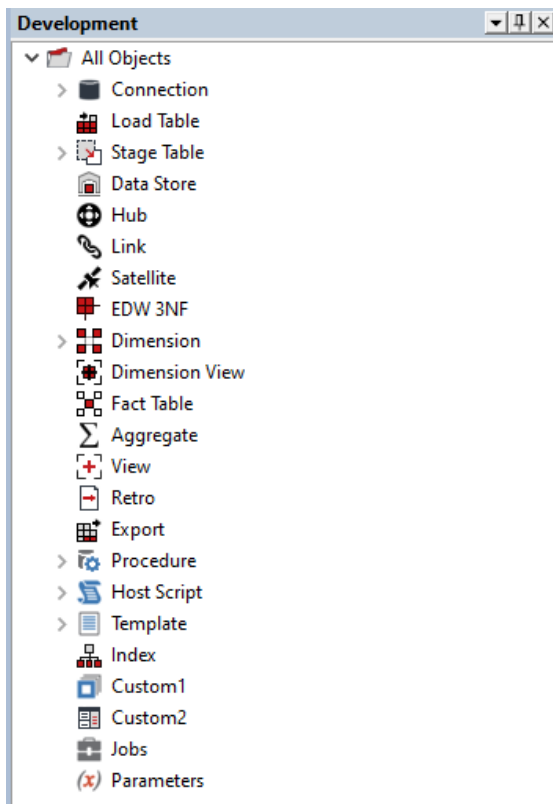 Development
All Objects
Connection
Load Table
Stage Table
Data Store
Hub
Link
Satellite
EDW 3NF
Dimension
Dimension View
Fact Table
Aggregate
View
Retro
Export
Procedure
Host Script
Template
Index
Custom1
Custom2
Jobs
(x) Parameters